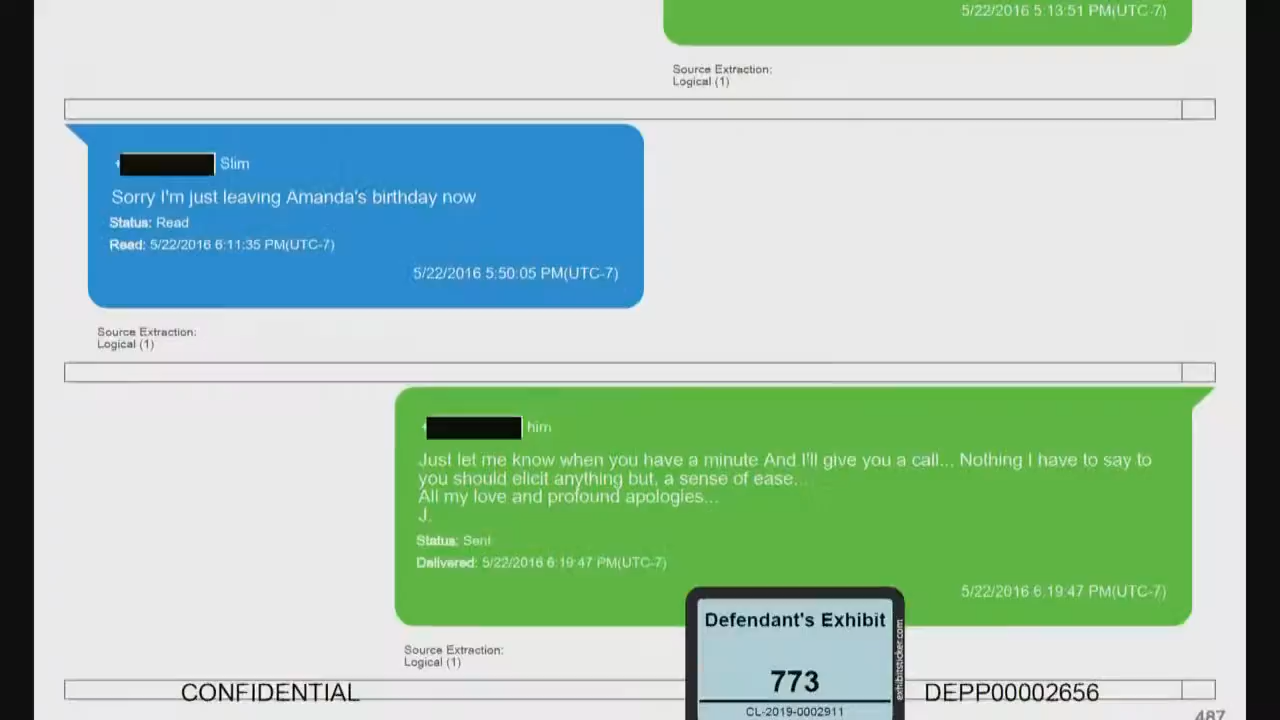 5/22/2016 5:13:51 PM(UTC-7)
Source Extraction:
Logical (1)
Slim
Sorry I'm just leaving Amanda's birthday now
Status: Read
Read: 5/22/2016 6:11:35 PM(UTC-7)
5/22/2016 5:50:05 PM(UTC-7)
Source Extraction:
Logical (1)
him
Just let me know when you have a minute And I'll give you a call... Nothing I have to say to
you should elicit anything but, a sense of ease...
All my love and profound apologies...
J.
Status: Sent
Delivered: 5/22/2016 6:19:47 PM(UTC-7)
5/22/2016 6:19:47 PM(UTC-7)
Source Extraction:
Logical (1)
Defendant's Exhibit
773
CL-2019-0002911
exhibitsticker.com
CONFIDENTIAL
DEPP00002656
487